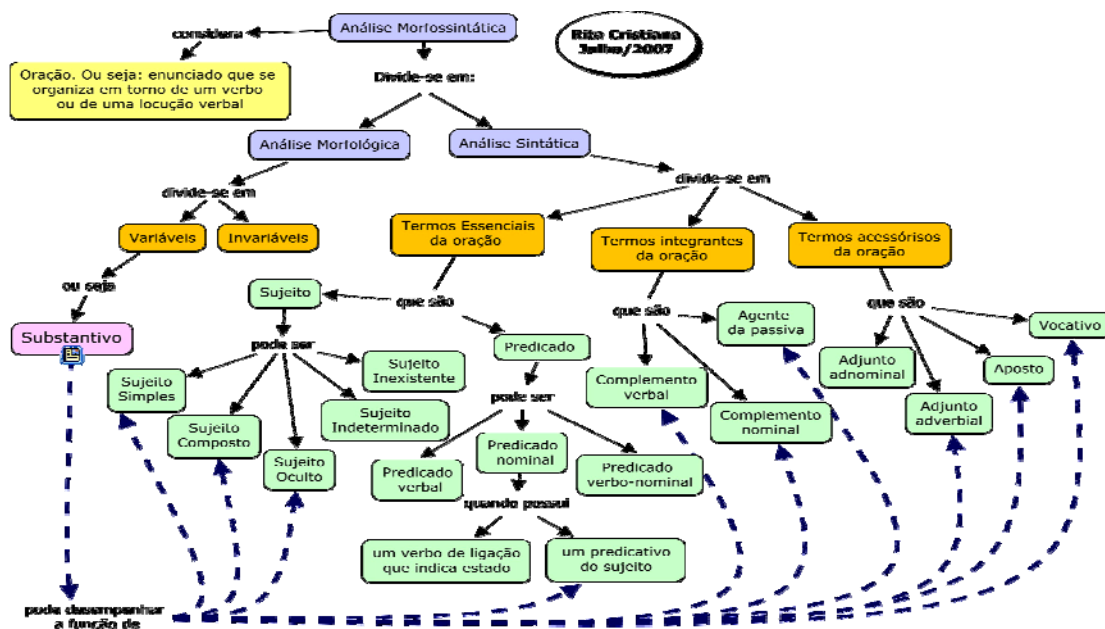 Análise Morfossintática
considera
Rita Cristiana
Julho/2007
Oração. Ou seja: enunciado que se
organiza em torno de um verbo
ou de uma locução verbal
Divide-se em:
Análise Morfológica
Análise Sintática
divide-se em
divide-se em
Variáveis
Invariáveis
Termos Essenciais
da oração
Termos integrantes
da oração
Termos acessórisos
da oração
ou seja
Sujeito
que são
que são
que são
Substantivo
pode ser
Predicado
Agente
da passiva
Vocativo
Sujeito
Simples
Sujeito
Composto
Sujeito
Oculto
Sujeito
Indeterminado
Sujeito
Inexistente
pode ser
Complemento
verbal
Complemento
nominal
Adjunto
adnominal
Adjunto
adverbial
Aposto
Predicado
verbal
Predicado
nominal
Predicado
verbo-nominal
quando possui
um verbo de ligação
que indica estado
um predicativo
do sujeito
pode desempenhar
a função de